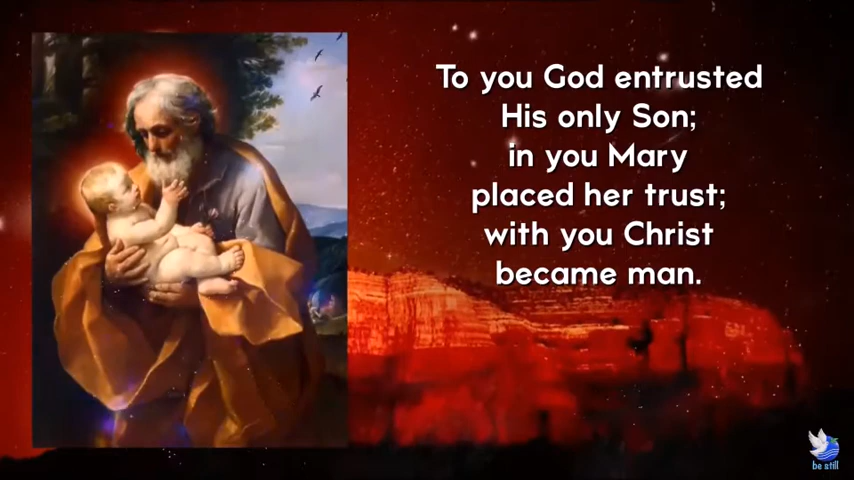 To you God entrusted
His only Son;
in you Mary
placed her trust;
with you Christ
became man.
be still